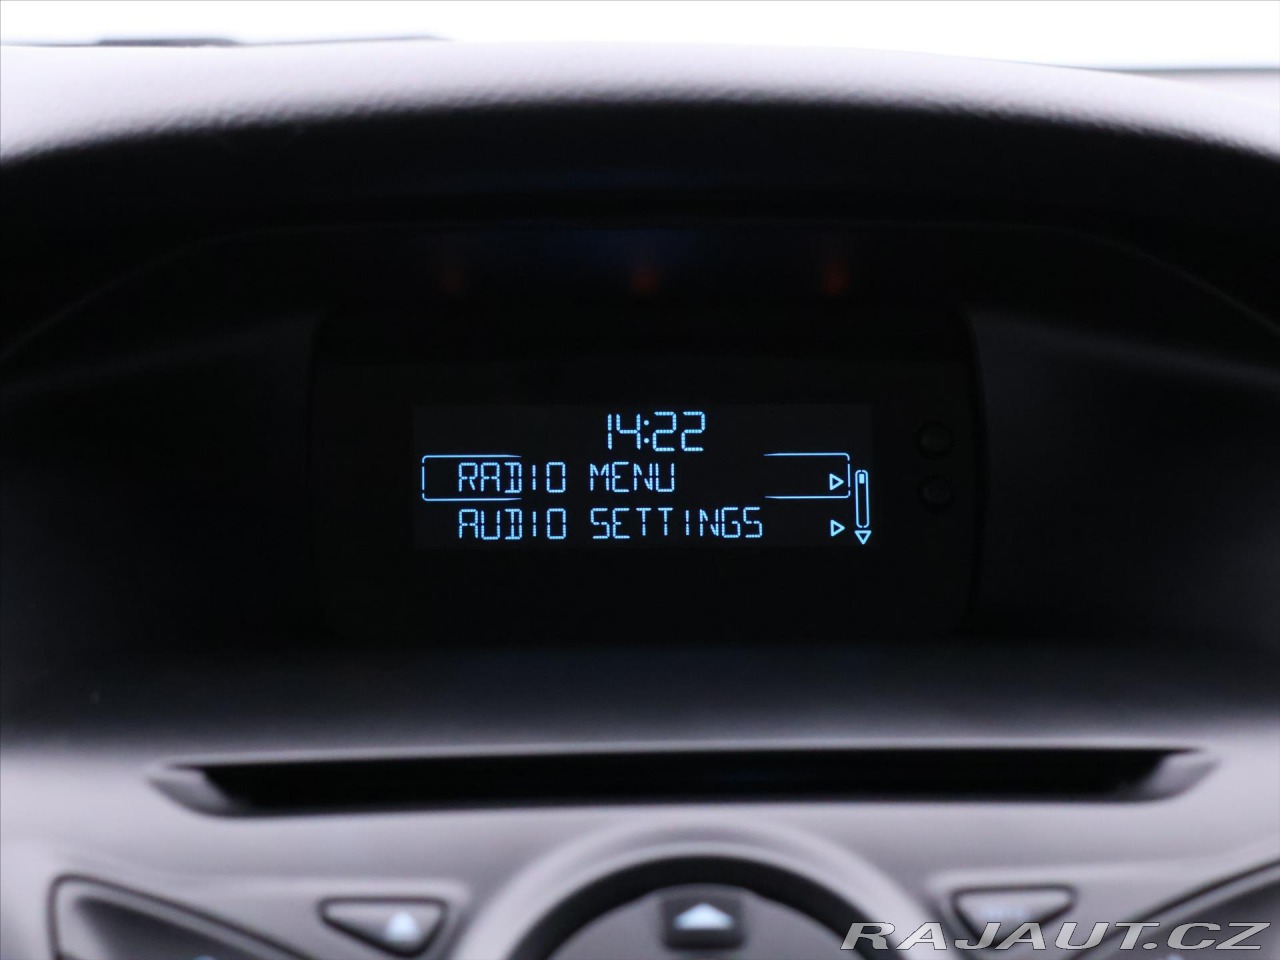 14:22
RADIO MENU
AUDIO SETTINGS
RAJAUT.CZ